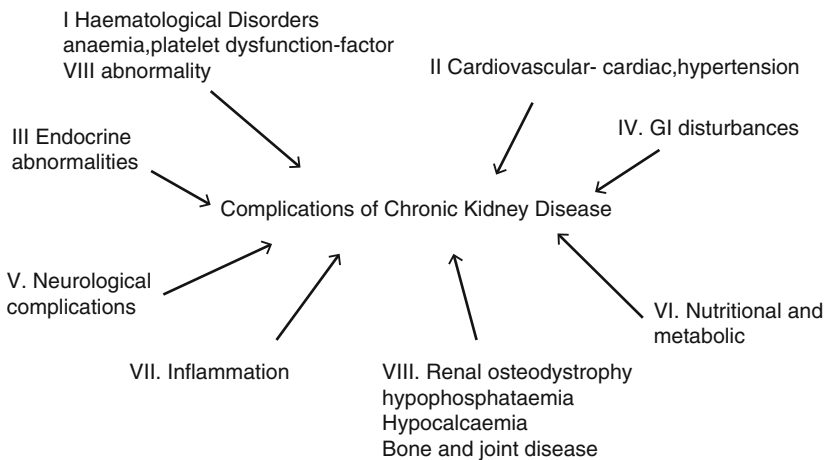 I Haematological Disorders
anaemia,platelet dysfunction-factor
VIII abnormality
II Cardiovascular- cardiac,hypertension
III Endocrine
abnormalities
IV. GI disturbances
Complications of Chronic Kidney Disease
V. Neurological
complications
VI. Nutritional and
metabolic
VII. Inflammation
VIII. Renal osteodystrophy
hypophosphataemia
Hypocalcaemia
Bone and joint disease